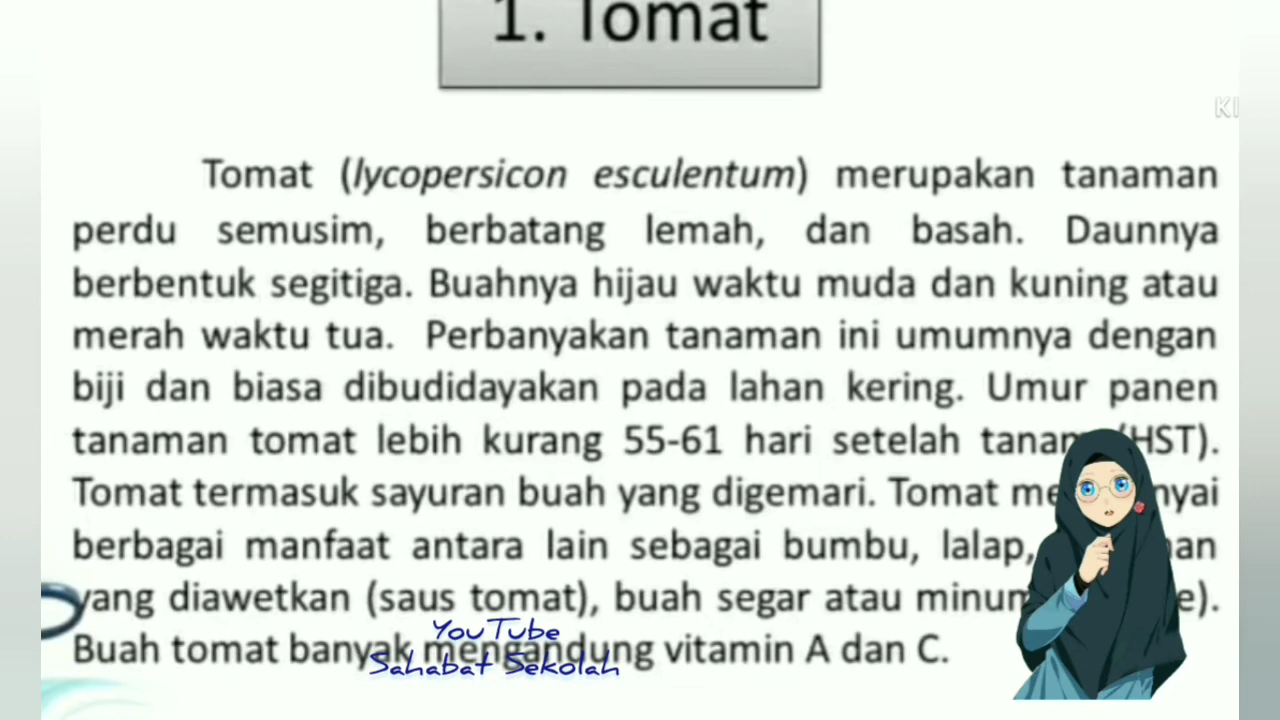 1. Tomat
KI
Tomat (lycopersicon esculentum) merupakan tanaman
perdu semusim, berbatang lemah, dan basah. Daunnya
berbentuk segitiga. Buahnya hijau waktu muda dan kuning atau
merah waktu tua. Perbanyakan tanaman ini umumnya dengan
biji dan biasa dibudidayakan pada lahan kering. Umur panen
tanaman tomat lebih kurang 55-61 hari setelah tanam (HST).
Tomat termasuk sayuran buah yang digemari. Tomat
berbagai manfaat antara lain sebagai bumbu, lalap,
yang diawetkan (saus tomat), buah segar atau
Buah tomat banyak mengandung vitamin A dan C.
YouTube
Sahabat Sekolah